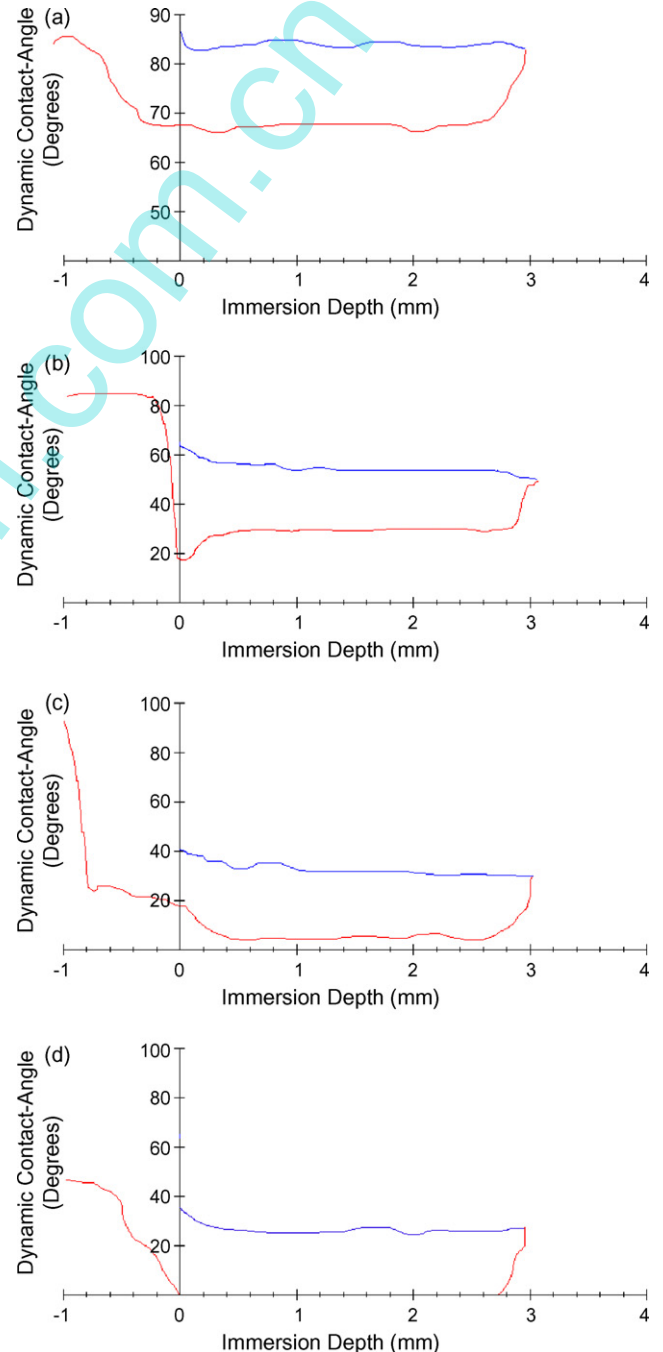 (a)
Dynamic Contact-Angle
(Degrees)
90
80
70
60
50
-1 0 1 2 3 4
Immersion Depth (mm)
(b)
Dynamic Contact-Angle
(Degrees)
100
80
60
40
20
-1 0 1 2 3 4
Immersion Depth (mm)
(c)
Dynamic Contact-Angle
(Degrees)
100
80
60
40
20
-1 0 1 2 3 4
Immersion Depth (mm)
(d)
Dynamic Contact-Angle
(Degrees)
100
80
60
40
20
-1 0 1 2 3 4
Immersion Depth (mm)
.com.cn